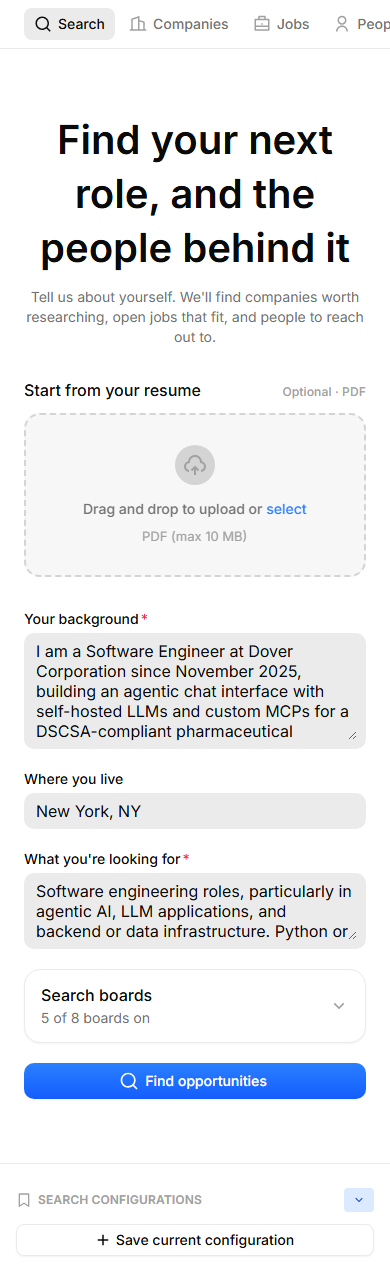 Search Companies Jobs Peop
Find your next
role, and the
people behind it
Tell us about yourself. We'll find companies worth
researching, open jobs that fit, and people to reach
out to.
Start from your resume Optional · PDF
Drag and drop to upload or select
PDF (max 10 MB)
Your background*
I am a Software Engineer at Dover
Corporation since November 2025,
building an agentic chat interface with
self-hosted LLMs and custom MCPs for a
DSCSA-compliant pharmaceutical
Where you live
New York, NY
What you're looking for*
Software engineering roles, particularly in
agentic AI, LLM applications, and
backend or data infrastructure. Python or
Search boards
5 of 8 boards on
Find opportunities
SEARCH CONFIGURATIONS
+ Save current configuration